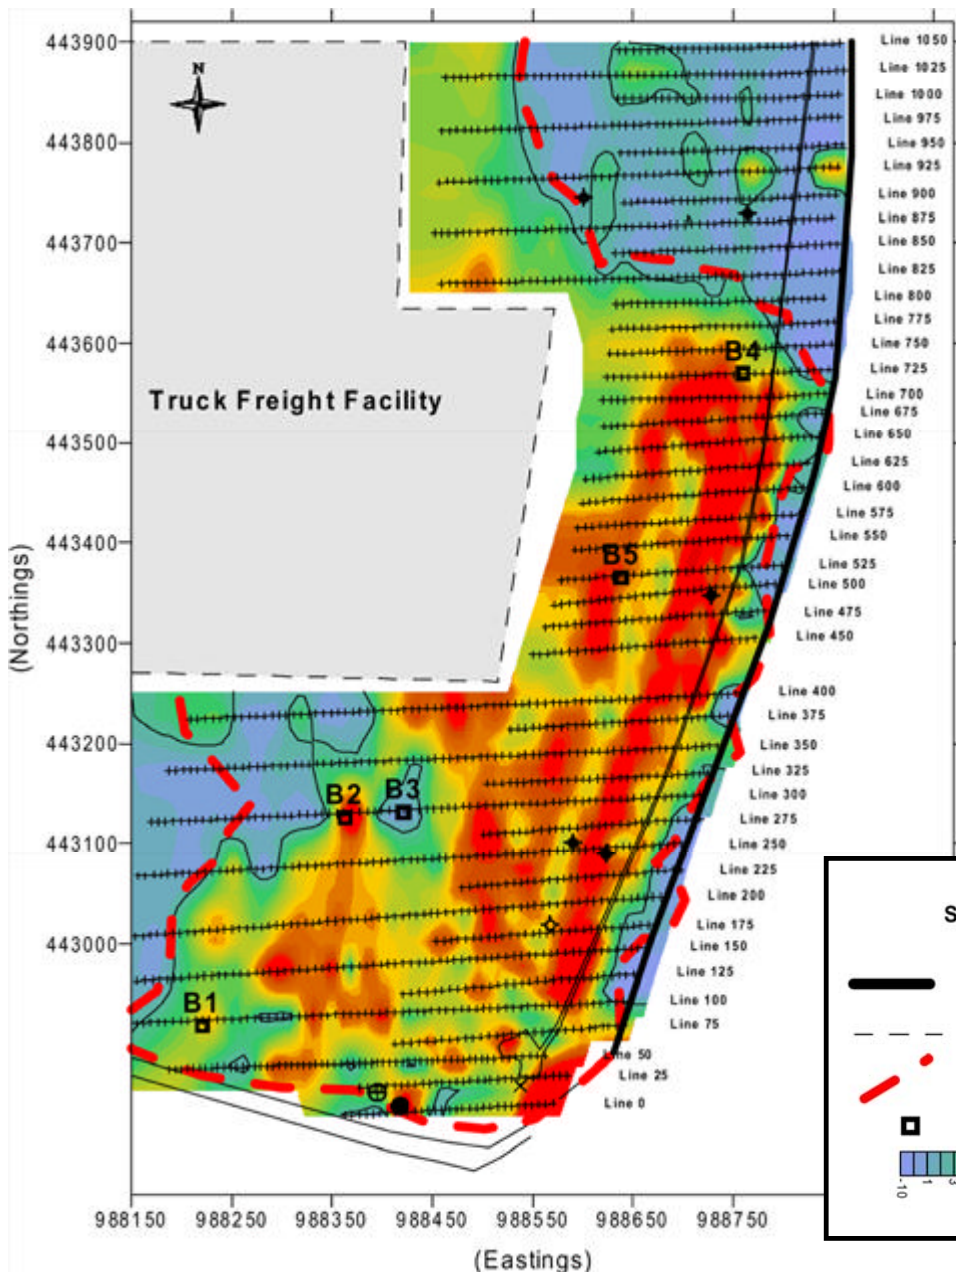 443900
443800
443700
443600
443500
443400
443300
443200
443100
443000
(Northings)
N
Truck Freight Facility
B4
B5
B2
B3
B1
Line 1050
Line 1025
Line 1000
Line 975
Line 950
Line 925
Line 900
Line 875
Line 850
Line 825
Line 800
Line 775
Line 750
Line 725
Line 700
Line 675
Line 650
Line 625
Line 600
Line 575
Line 550
Line 525
Line 500
Line 475
Line 450
Line 400
Line 375
Line 350
Line 325
Line 300
Line 275
Line 250
Line 225
Line 200
Line 175
Line 150
Line 125
Line 100
Line 75
Line 50
Line 25
Line 0
S
-10
1
3
988150 988250 988350 988450 988550 988650 988750
(Eastings)